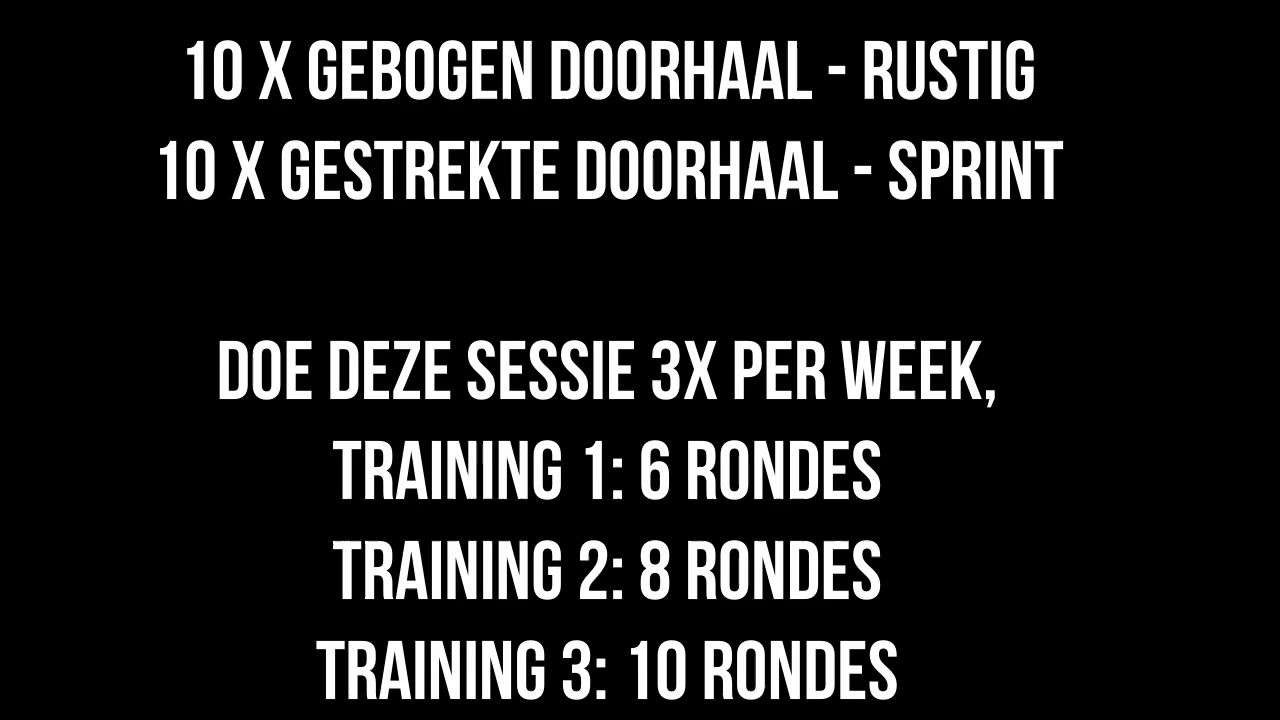 10 X GEBOGEN DOORHAAL - RUSTIG
10 X GESTREKTE DOORHAAL - SPRINT
DOE DEZE SESSIE 3X PER WEEK,
TRAINING 1: 6 RONDES
TRAINING 2: 8 RONDES
TRAINING 3: 10 RONDES